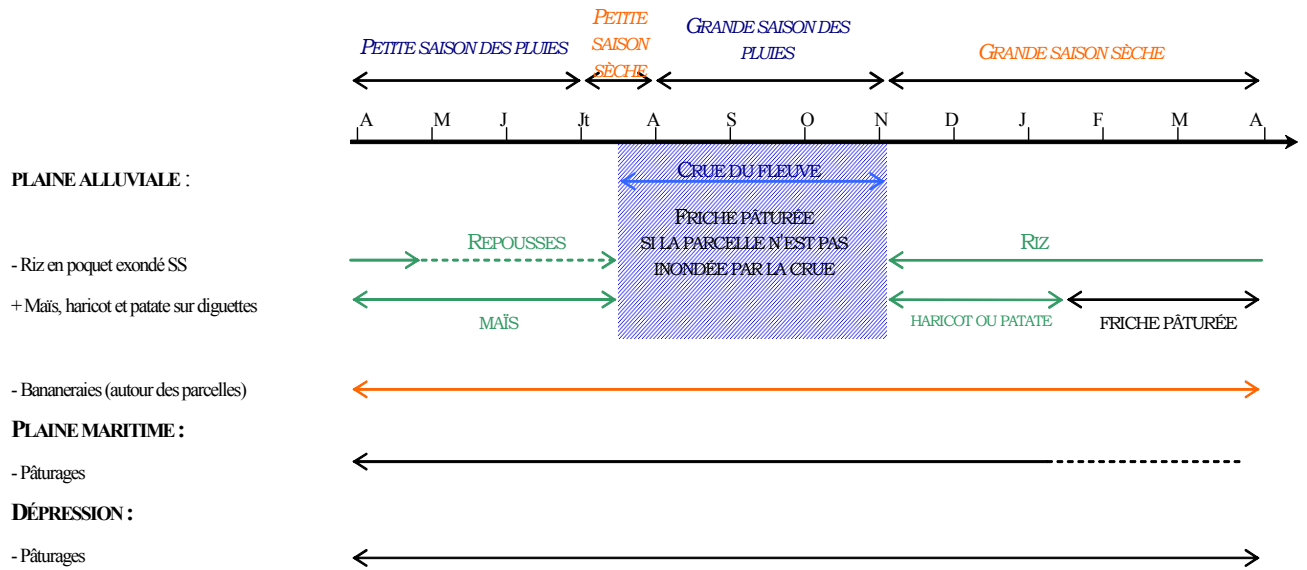 PETITE SAISON DES PLUIES
PETITE
SAISON
SÈCHE
GRANDE SAISON DES
PLUIES
GRANDE SAISON SÈCHE
A M J Jt A S O N D J F M A
PLAINE ALLUVIALE :
CRUE DU FLEUVE
FRICHE PÂTURÉE
SI LA PARCELLE N'EST PAS
INONDÉE PAR LA CRUE
- Riz en poquet exondé SS
REPOUSSES
RIZ
+ Maïs, haricot et patate sur diguettes
MAÏS
HARICOT OU PATATE
FRICHE PÂTURÉE
- Bananeraies (autour des parcelles)
PLAINE MARITIME :
- Pâturages
DÉPRESSION :
- Pâturages